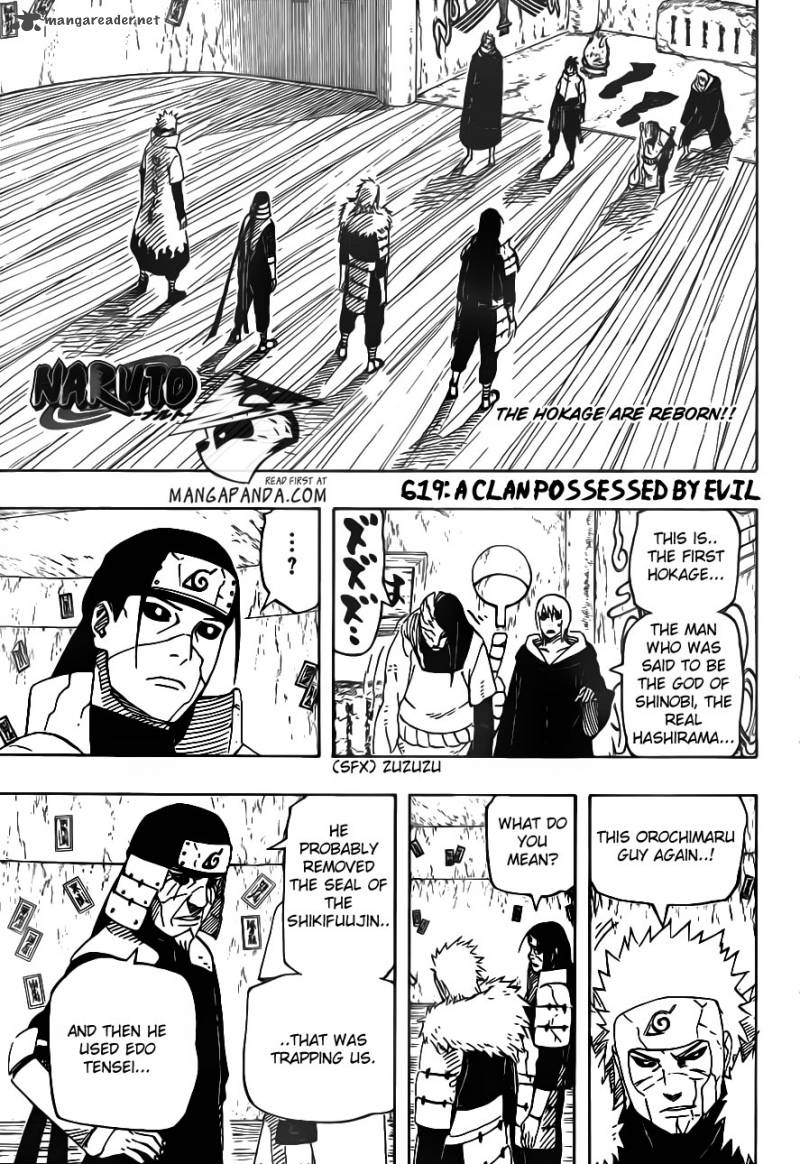 mangareader.net
NARUTO
THE HOKAGE ARE REBORN!!
READ FIRST AT
MANGAPANDA.COM
619: A CLAN POSSESSED BY EVIL
...?
ズズズ...
THIS IS..
THE FIRST
HOKAGE...
THE MAN
WHO WAS
SAID TO BE
THE GOD OF
SHINOBI, THE
REAL
HASHIRAMA...
(SFX) ZUZUZU
HE
PROBABLY
REMOVED
THE SEAL OF
THE
SHIKIFUUJIN..
..THAT WAS
TRAPPING US.
AND THEN HE
USED EDO
TENSEI...
WHAT DO
YOU
MEAN?
THIS OROCHIMARU
GUY AGAIN..!